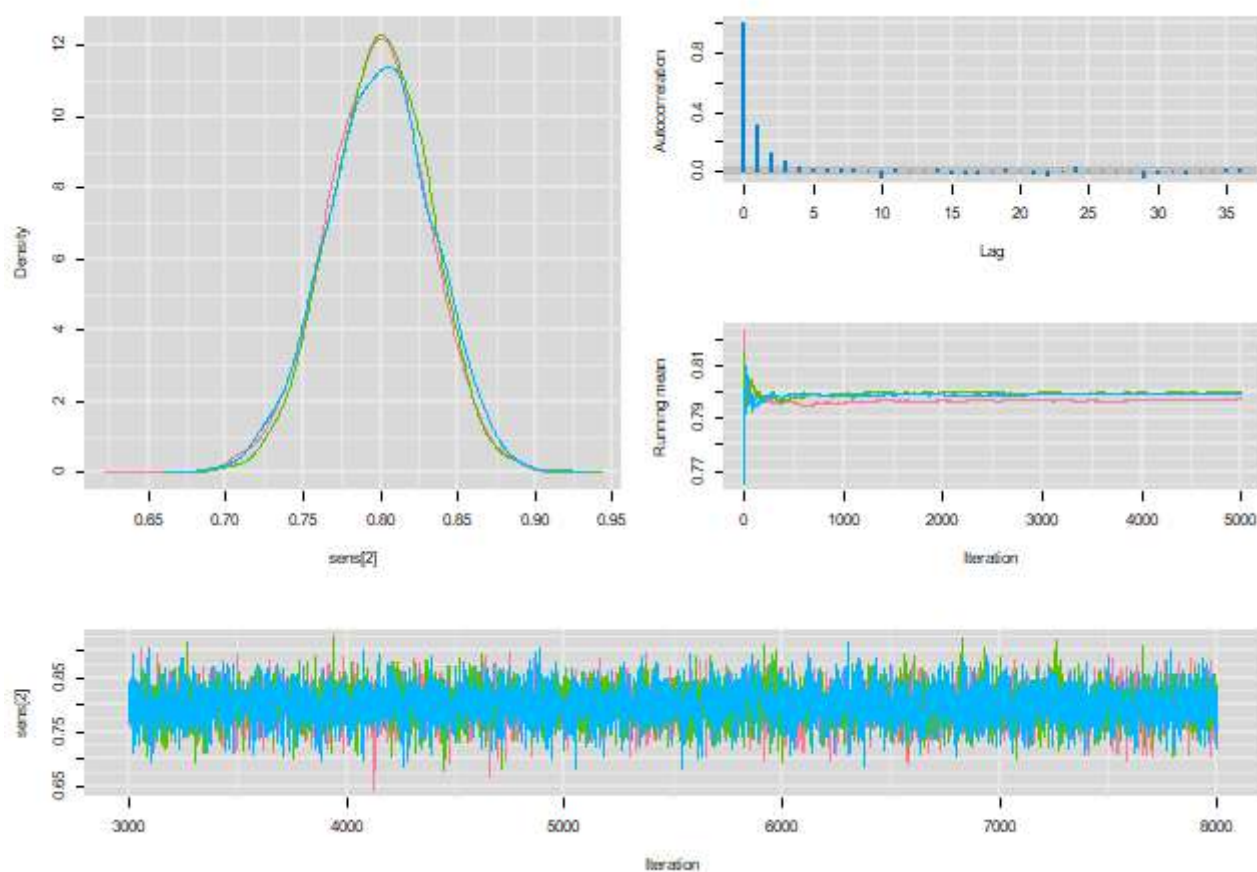 12
10
8
6
4
2
0
Density
0.65 0.70 0.75 0.80 0.85 0.90 0.95
sens[2]
0.8
0.4
0.0
Autocorrelation
0 5 10 15 20 25 30 35
Lag
0.81
0.79
0.77
Running mean
0 1000 2000 3000 4000 5000
Iteration
0.85
0.75
0.65
sens[2]
3000 4000 5000 6000 7000 8000
Iteration